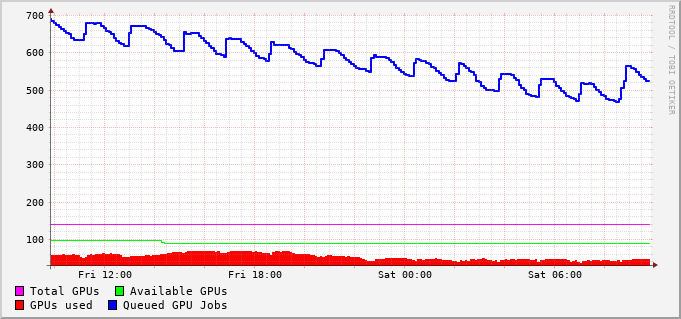 700
600
500
400
300
200
100
Fri 12:00 Fri 18:00 Sat 00:00 Sat 06:00
Total GPUs Available GPUs
GPUs used Queued GPU Jobs
RRDTOOL / TOBI OETIKER